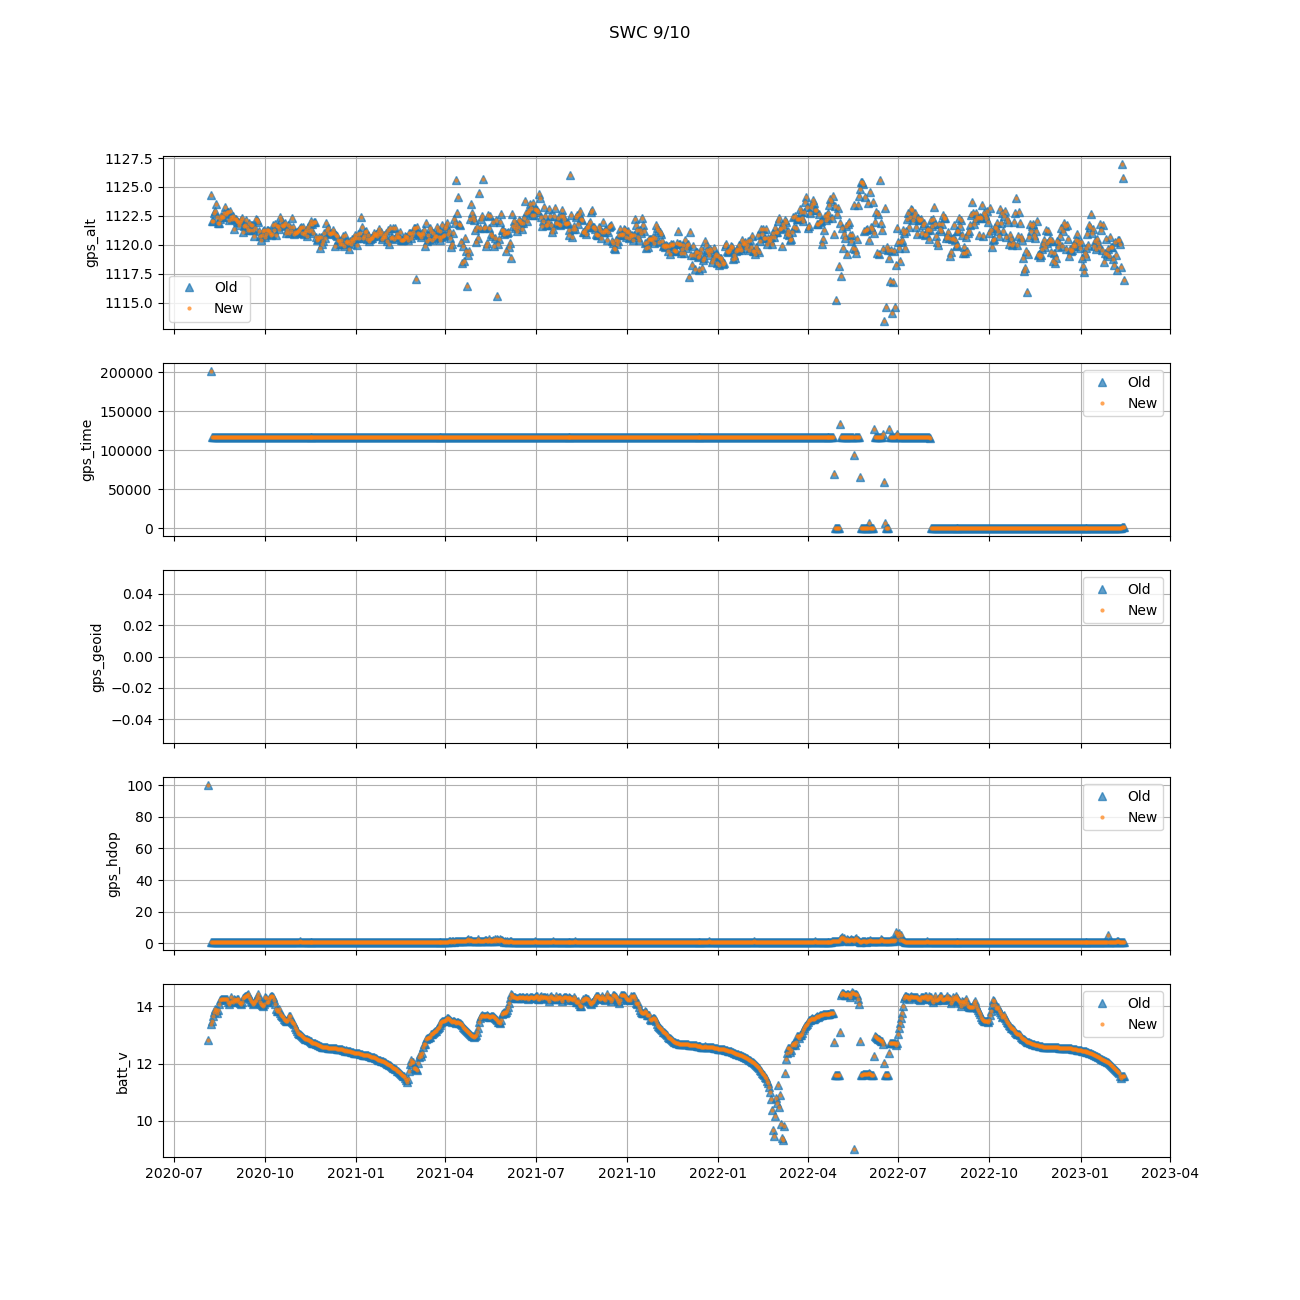 SWC 9/10
1127.5
1125.0
1122.5
1120.0
1117.5
1115.0
gps_alt
Old
New
200000
150000
100000
50000
0
gps_time
Old
New
0.04
0.02
0.00
−0.02
−0.04
gps_geoid
Old
New
100
80
60
40
20
0
gps_hdop
Old
New
14
12
10
batt_v
Old
New
2020-07 2020-10 2021-01 2021-04 2021-07 2021-10 2022-01 2022-04 2022-07 2022-10 2023-01 2023-04